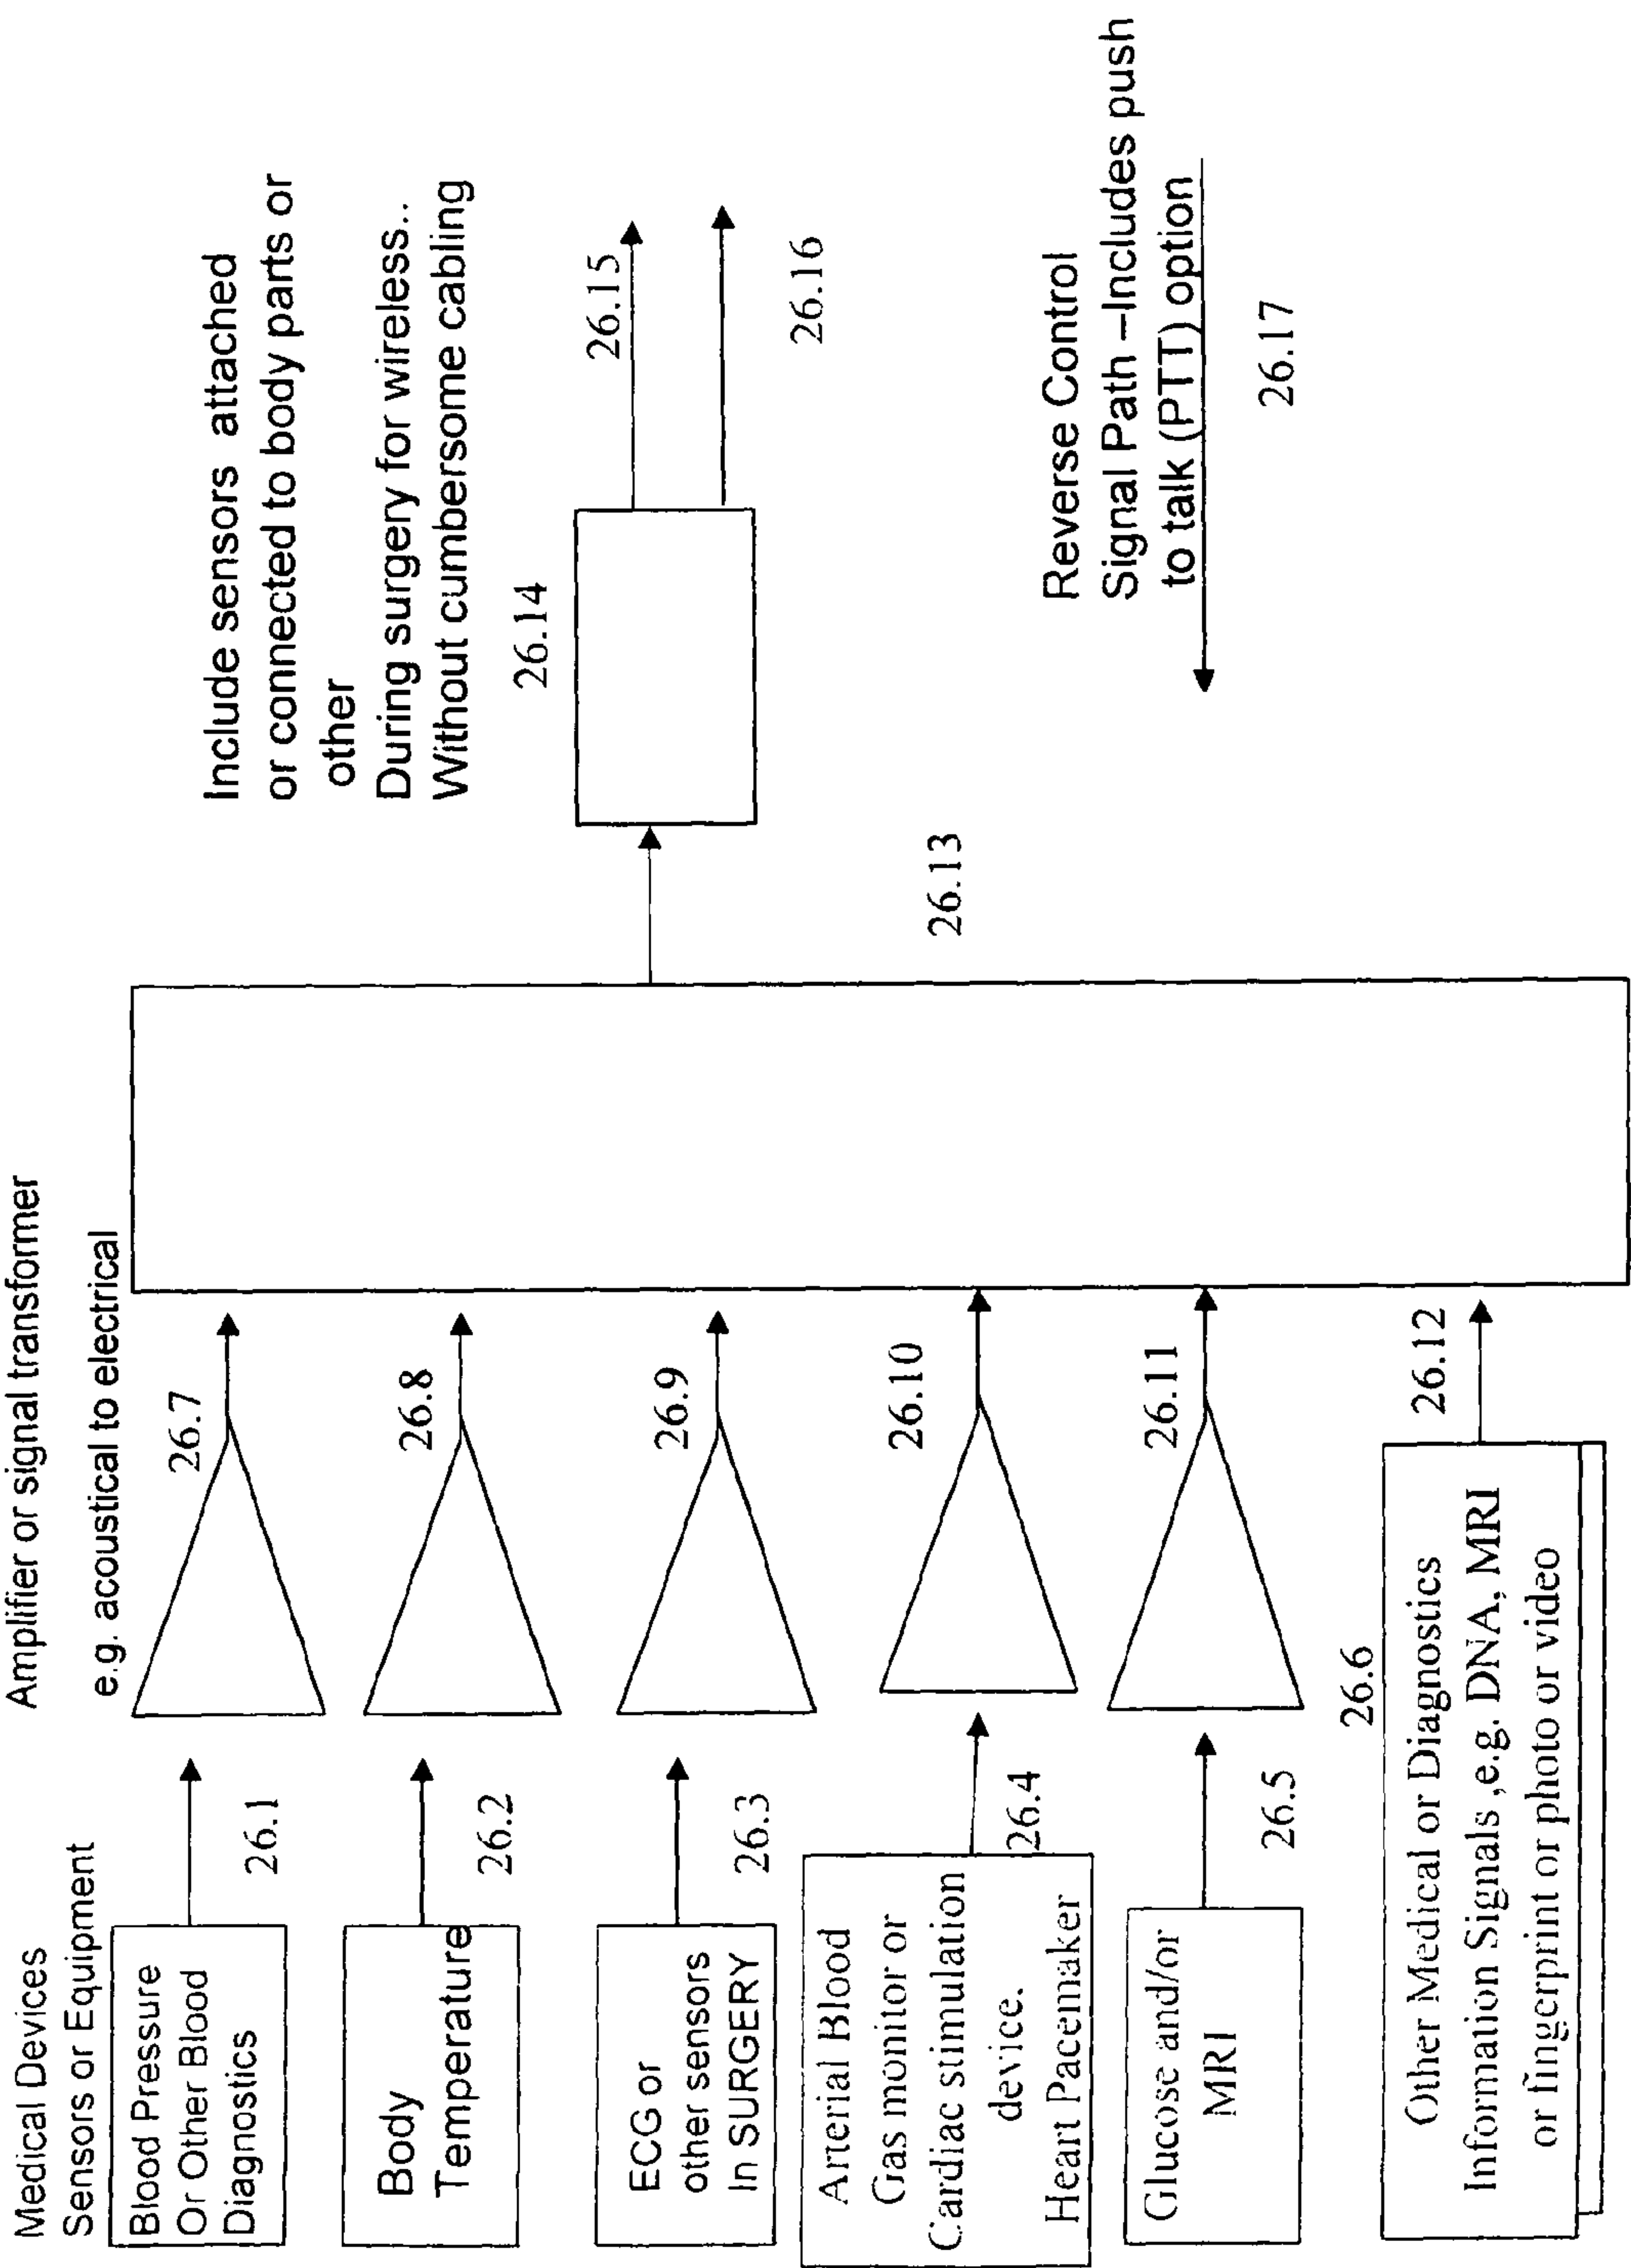 Medical Devices
Sensors or Equipment
Amplifier or signal transformer
e.g. acoustical to electrical
Blood Pressure
Or Other Blood
Diagnostics
26.1
26.7
Body
Temperature
26.2
26.8
ECG or
other sensors
In SURGERY
26.3
26.9
Arterial Blood
Gas monitor or
Cardiac stimulation
device.
Heart Pacemaker
26.4
26.10
Glucose and/or
MRI
26.5
26.11
26.6
Other Medical or Diagnostics
Information Signals ,e.g. DNA, MRI
or fingerprint or photo or video
26.12
26.13
Include sensors attached
or connected to body parts or
other
During surgery for wireless..
Without cumbersome cabling
26.14
26.15
26.16
Reverse Control
Signal Path –Includes push
to talk (PTT) option
26.17